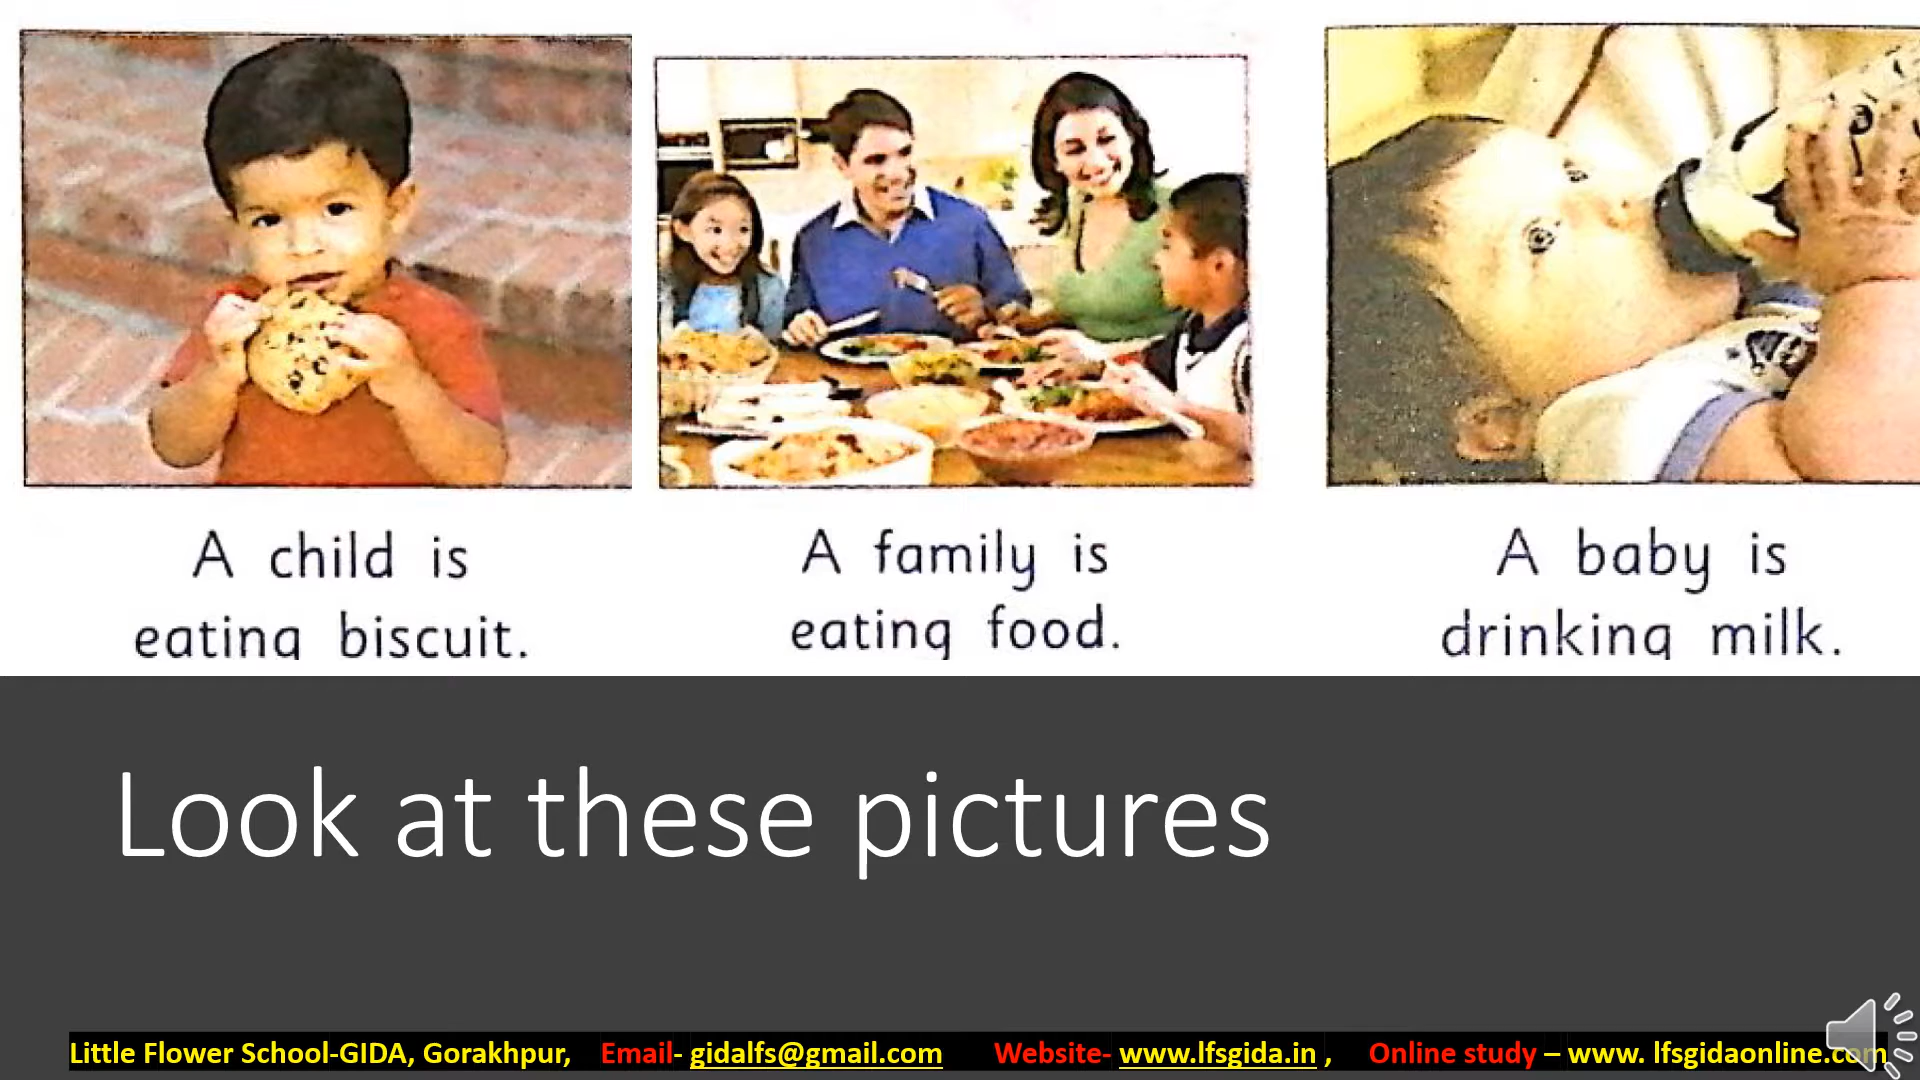 A child is
eating biscuit.
A family is
eating food.
A baby is
drinking milk.
Look at these pictures
Little Flower School-GIDA, Gorakhpur, Email- gidalfs@gmail.com Website- www.lfsgida.in , Online study – www. lfsgidaonline.com